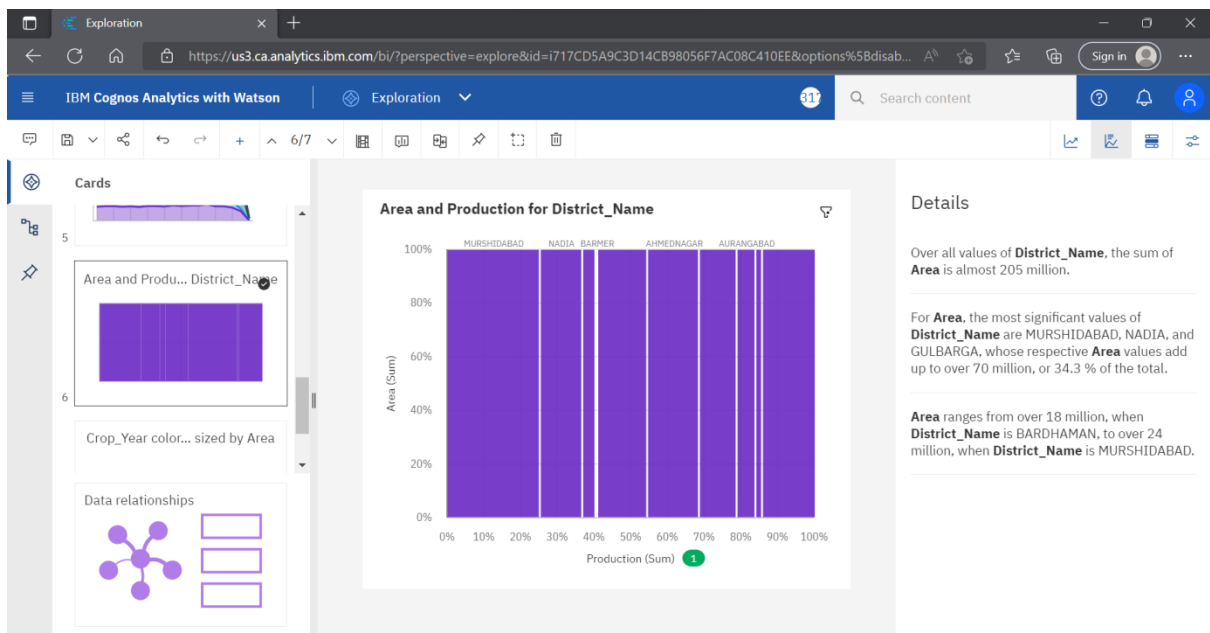 Exploration
https://us3.ca.analytics.ibm.com/bi/?perspective=explore&id=i717CD5A9C3D14CB98056F7AC08C410EE&options%5Bdisab...
Sign in
IBM Cognos Analytics with Watson
Exploration
317
Search content
6/7
Cards
5
Area and Produ... District_Name
6
Crop_Year color... sized by Area
Data relationships
Area and Production for District_Name
MURSHIDABAD NADIA BARMER AHMEDNAGAR AURANGABAD
100%
80%
60%
40%
20%
0%
Area (Sum)
0% 10% 20% 30% 40% 50% 60% 70% 80% 90% 100%
Production (Sum) 1
Details
Over all values of District_Name, the sum of
Area is almost 205 million.
For Area, the most significant values of
District_Name are MURSHIDABAD, NADIA, and
GULBARGA, whose respective Area values add
up to over 70 million, or 34.3 % of the total.
Area ranges from over 18 million, when
District_Name is BARDHAMAN, to over 24
million, when District_Name is MURSHIDABAD.